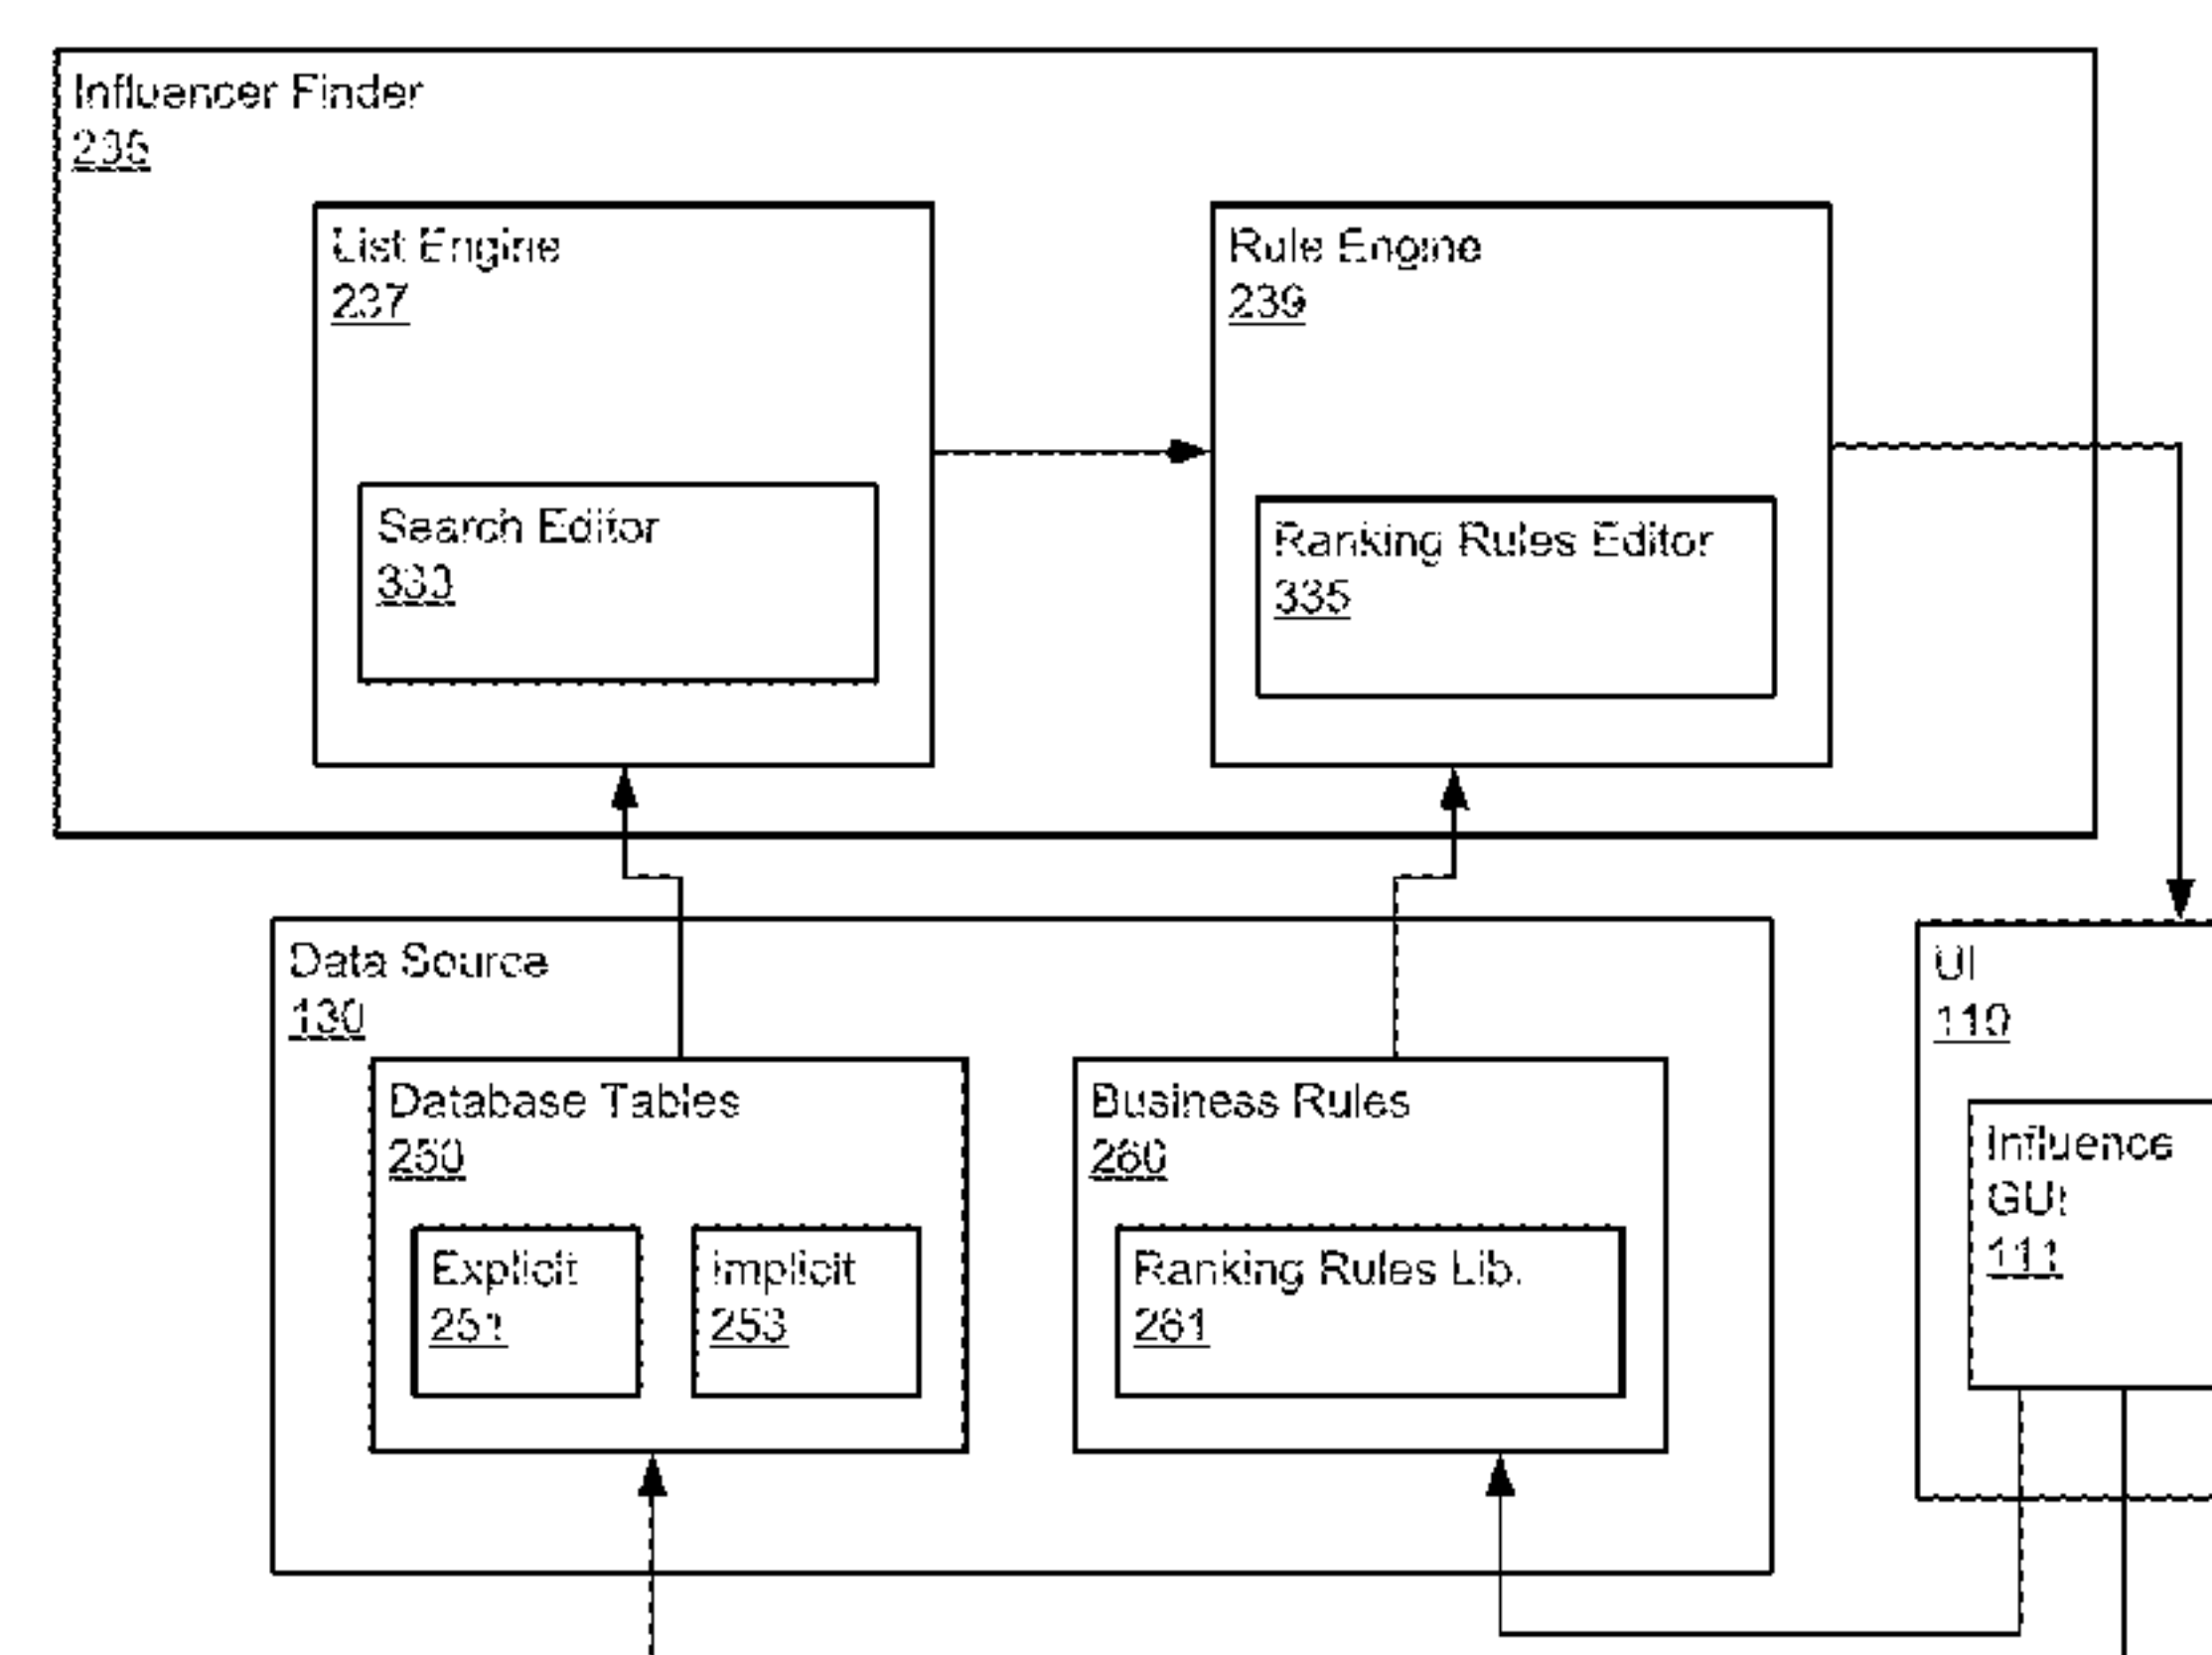 Influencer Finder
235
List Engine
237
Rule Engine
239
Search Editor
333
Ranking Rules Editor
335
Data Source
130
UI
110
Database Tables
250
Business Rules
260
Influence
GUI
111
Explicit
251
Implicit
253
Ranking Rules Lib.
261